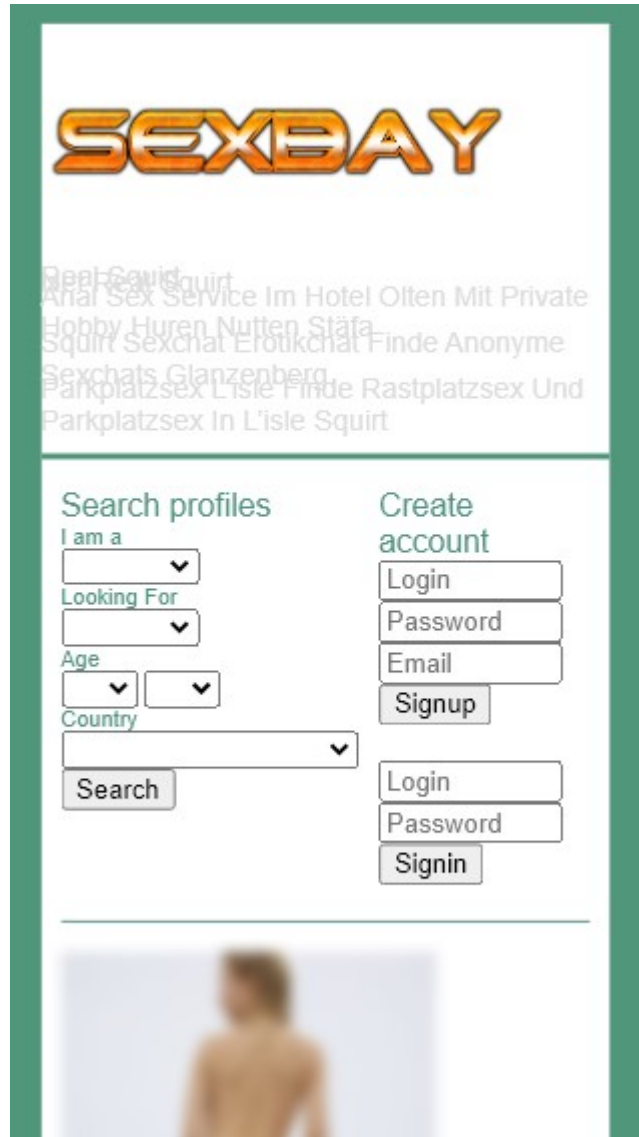 SEXBAY
Real Squirt
Real Squirt
Anal Sex Service Im Hotel Olten Mit Private
Hobby Huren Nutten Stäfa
Squirt Sexchat Erotikchat Finde Anonyme
Sexchats Glanzenberg
Parkplatzsex L'isle Finde Rastplatzsex Und
Parkplatzsex In L'isle Squirt
Search profiles
I am a
Looking For
Age
Country
Search
Create
account
Login
Password
Email
Signup
Login
Password
Signin